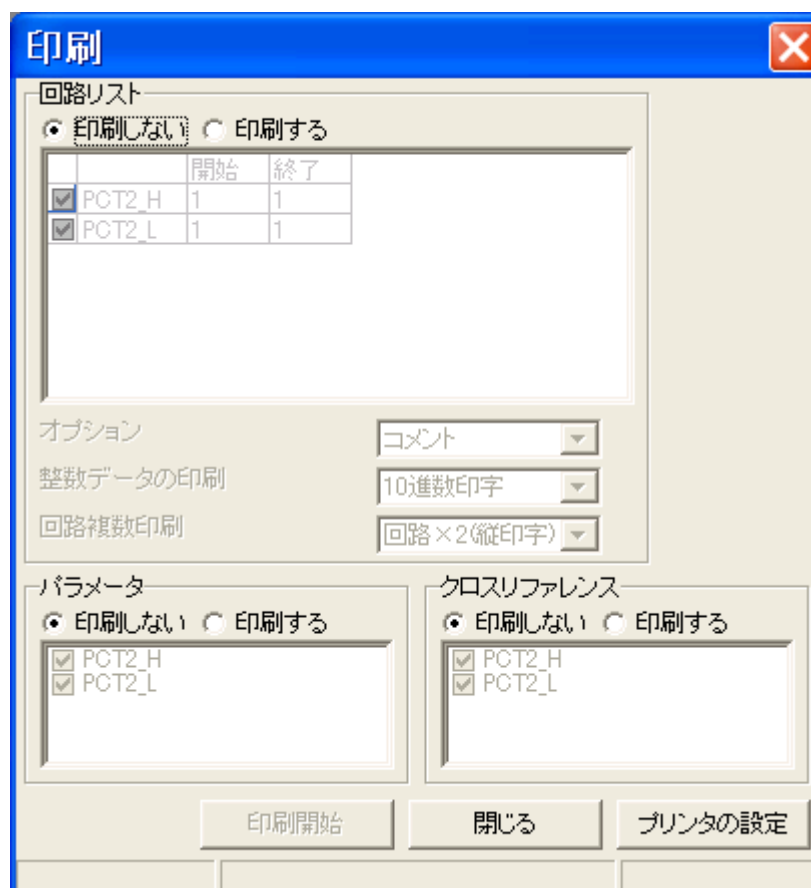 印刷
回路リスト
印刷しない 印刷する
開始 終了
PCT2_H 1 1
PCT2_L 1 1
オプション コメント
整数データの印刷 10進数印字
回路複数印刷 回路×2(縦印字)
パラメータ
印刷しない 印刷する
PCT2_H
PCT2_L
クロスリファレンス
印刷しない 印刷する
PCT2_H
PCT2_L
印刷開始 閉じる プリンタの設定